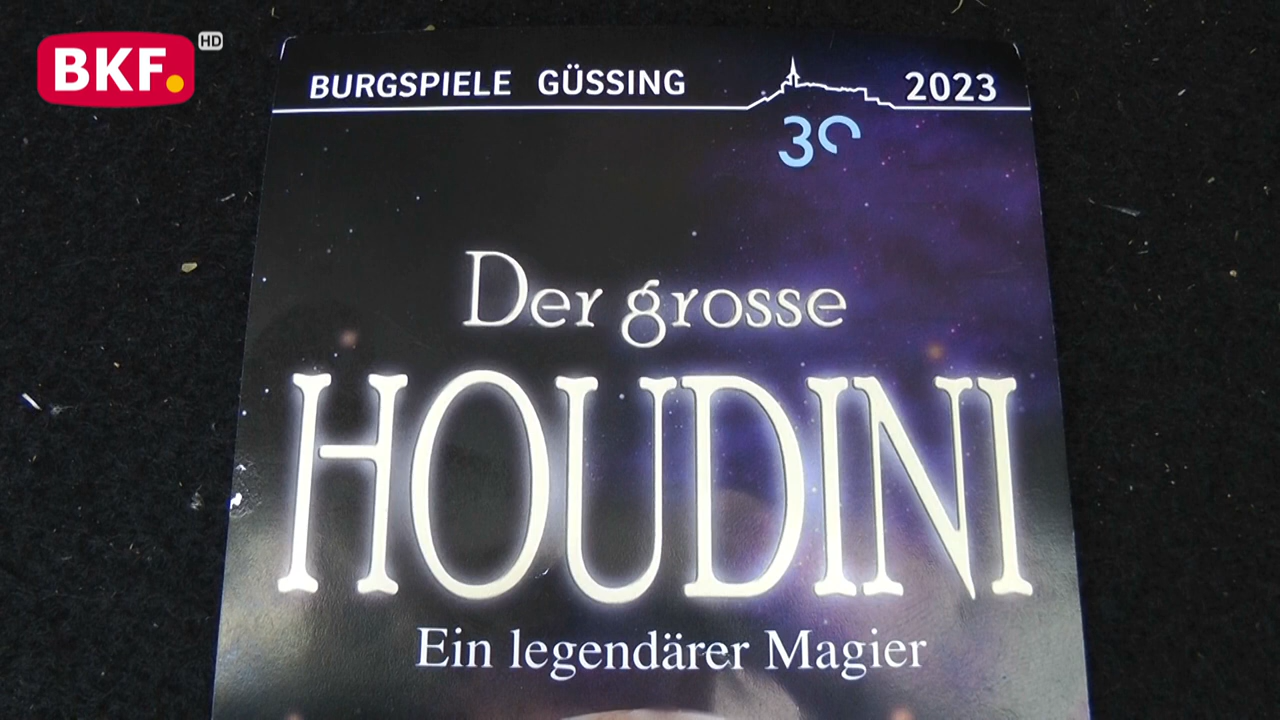 BKF. HD
BURGSPIELE GÜSSING 2023
30
Der grosse
HOUDINI
Ein legendärer Magier